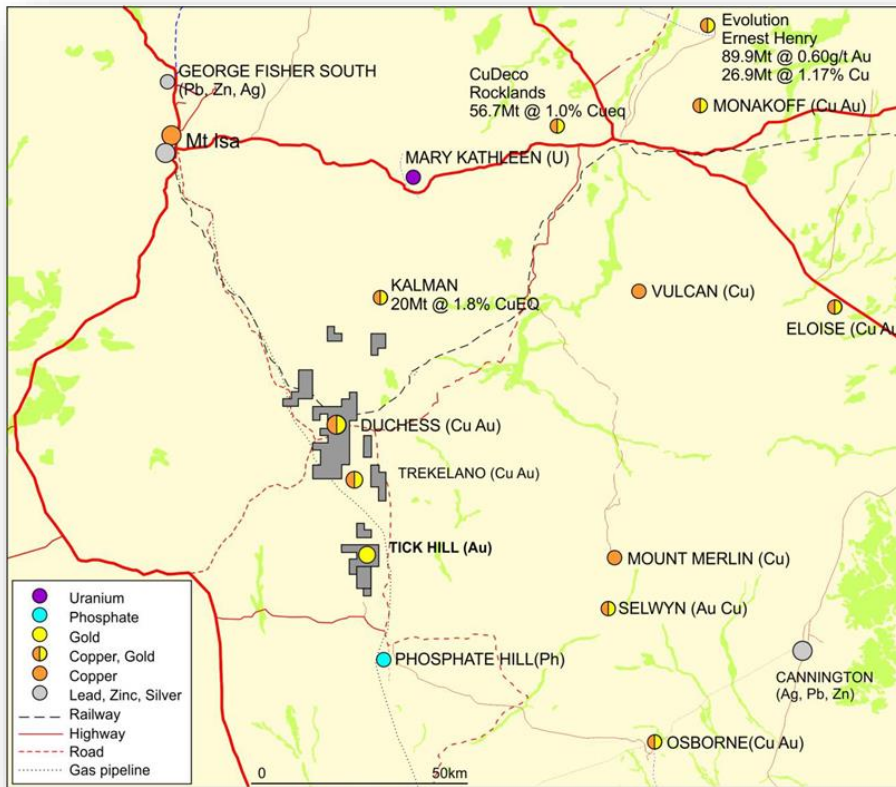 Evolution
Ernest Henry
89.9Mt @ 0.60g/t Au
26.9Mt @ 1.17% Cu
GEORGE FISHER SOUTH
(Pb, Zn, Ag)
CuDeco
Rocklands
56.7Mt @ 1.0% Cueq
MONAKOFF (Cu Au)
Mt Isa
MARY KATHLEEN (U)
KALMAN
20Mt @ 1.8% CuEQ
VULCAN (Cu)
ELOISE (Cu Au
DUCHESS (Cu Au)
TREKELANO (Cu Au)
TICK HILL (Au)
MOUNT MERLIN (Cu)
SELWYN (Au Cu)
PHOSPHATE HILL(Ph)
CANNINGTON
(Ag, Pb, Zn)
OSBORNE(Cu Au)
Uranium
Phosphate
Gold
Copper, Gold
Copper
Lead, Zinc, Silver
Railway
Highway
Road
Gas pipeline
0 50km